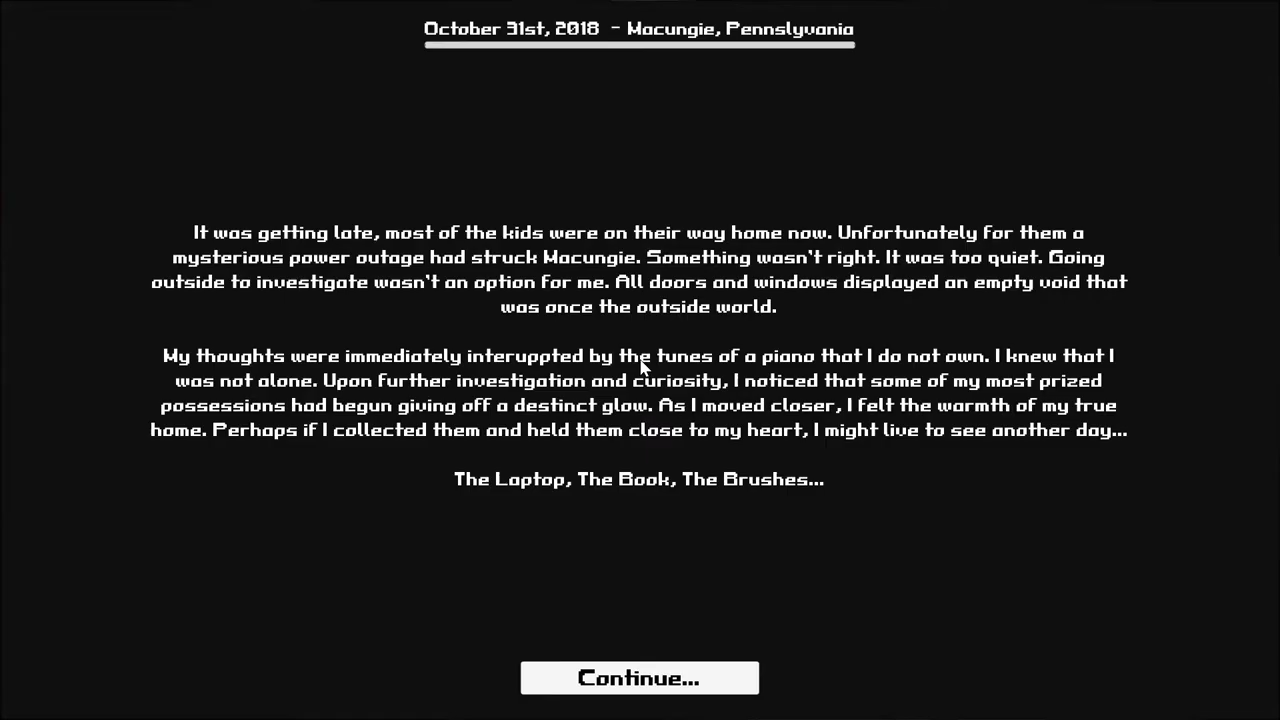 October 31st, 2018 - Macungie, Pennslyvania
It was getting late, most of the kids were on their way home now. Unfortunately for them a
mysterious power outage had struck Macungie. Something wasn't right. It was too quiet. Going
outside to investigate wasn't an option for me. All doors and windows displayed an empty void that
was once the outside world.
My thoughts were immediately interuppted by the tunes of a piano that I do not own. I knew that I
was not alone. Upon further investigation and curiosity, I noticed that some of my most prized
possessions had begun giving off a destinct glow. As I moved closer, I felt the warmth of my true
home. Perhaps if I collected them and held them close to my heart, I might live to see another day...
The Laptop, The Book, The Brushes...
Continue...